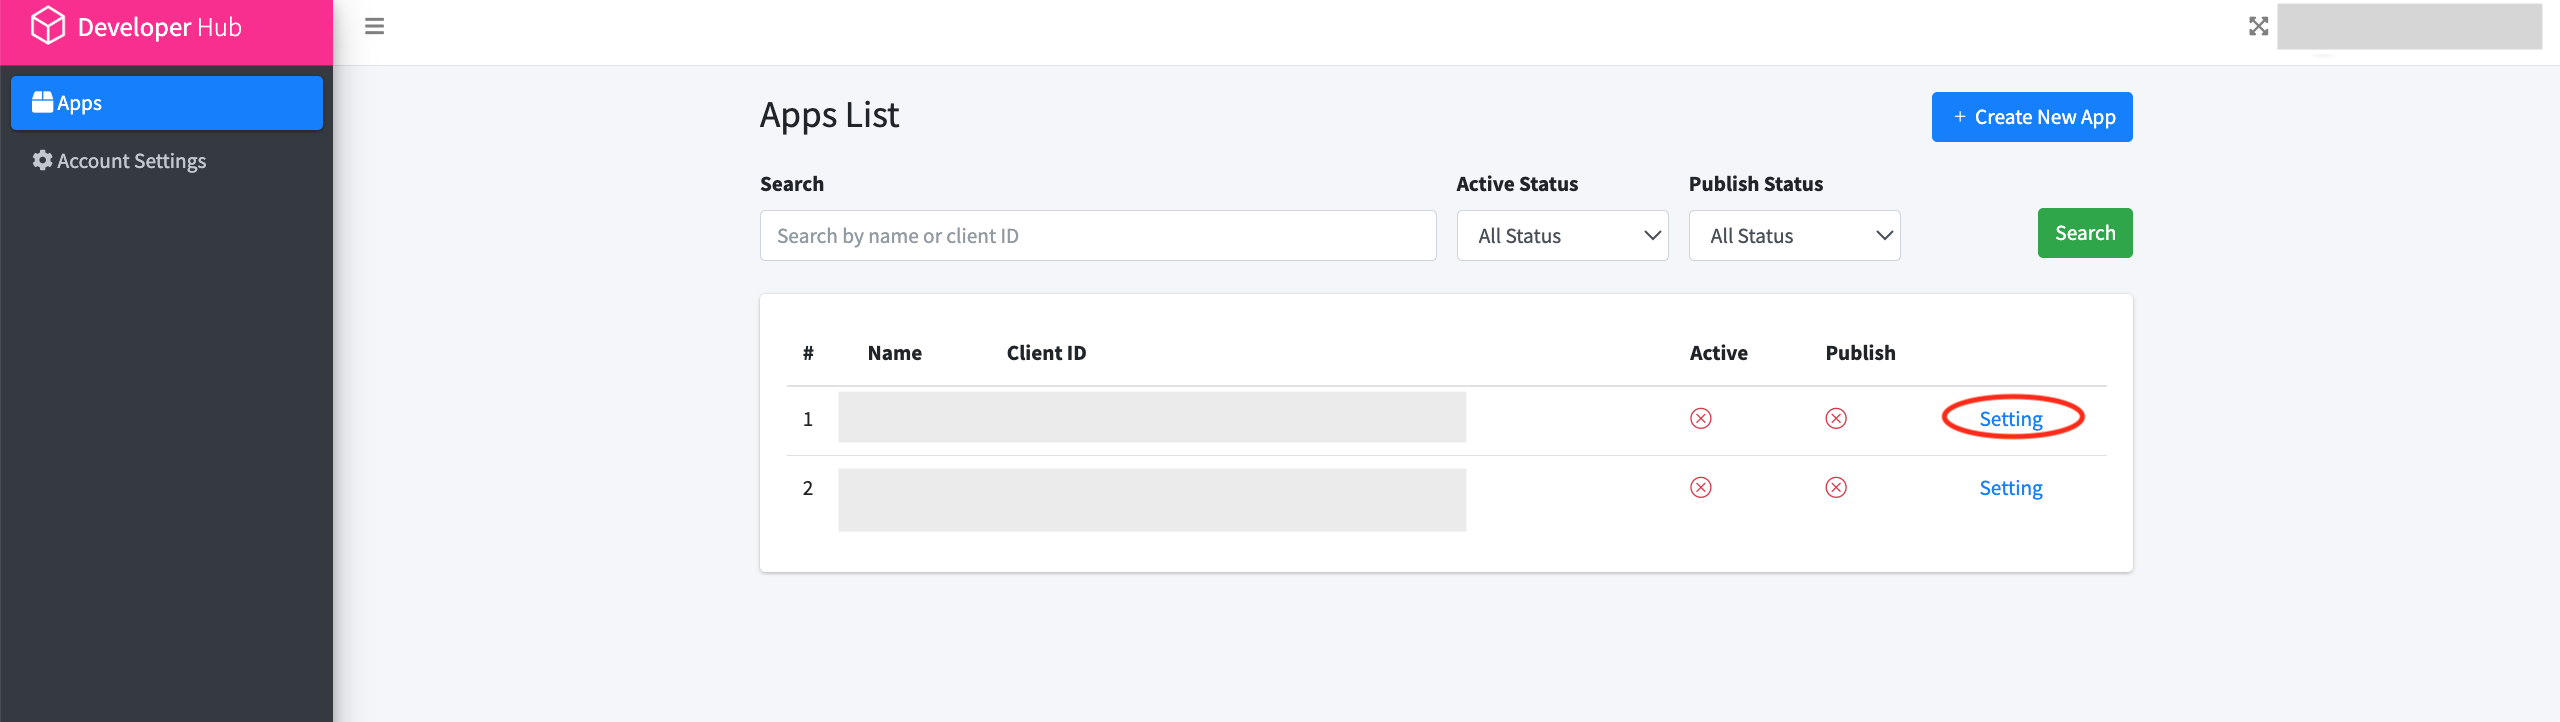 Developer Hub
Apps
Account Settings
Apps List
+ Create New App
Search
Active Status
Publish Status
Search by name or client ID
All Status
All Status
Search
# Name Client ID Active Publish
1 Setting
2 Setting